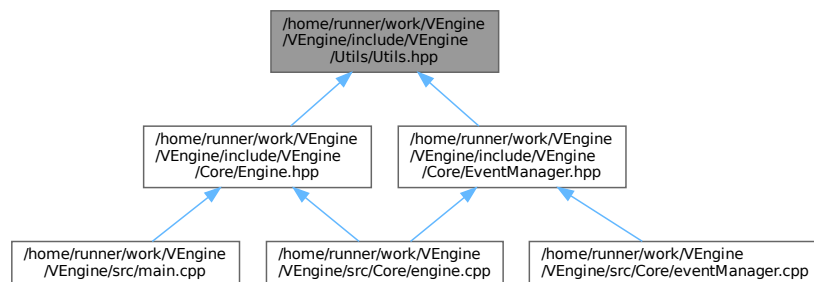 /home/runner/work/VEngine
/VEngine/include/VEngine
/Utils/Utils.hpp
/home/runner/work/VEngine
/VEngine/include/VEngine
/Core/Engine.hpp
/home/runner/work/VEngine
/VEngine/include/VEngine
/Core/EventManager.hpp
/home/runner/work/VEngine
/VEngine/src/main.cpp
/home/runner/work/VEngine
/VEngine/src/Core/engine.cpp
/home/runner/work/VEngine
/VEngine/src/Core/eventManager.cpp